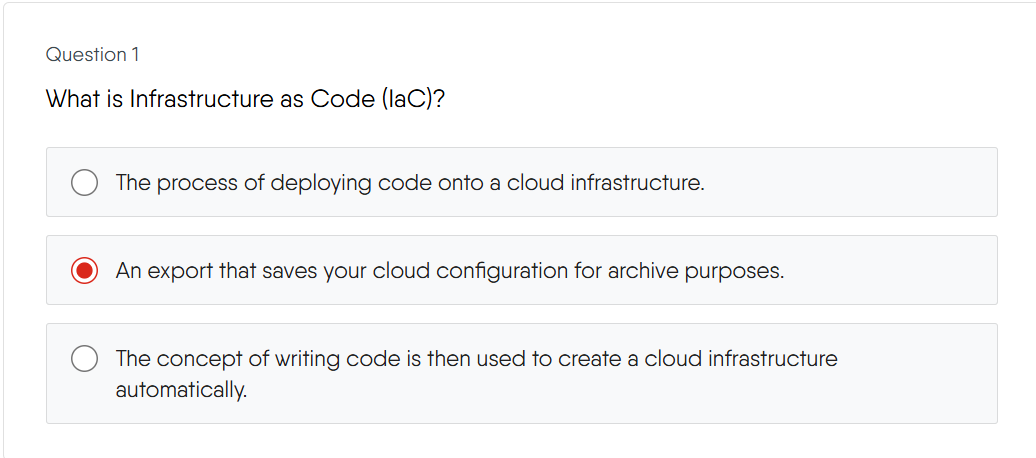 Question 1
What is Infrastructure as Code (IaC)?
The process of deploying code onto a cloud infrastructure.
An export that saves your cloud configuration for archive purposes.
The concept of writing code is then used to create a cloud infrastructure
automatically.